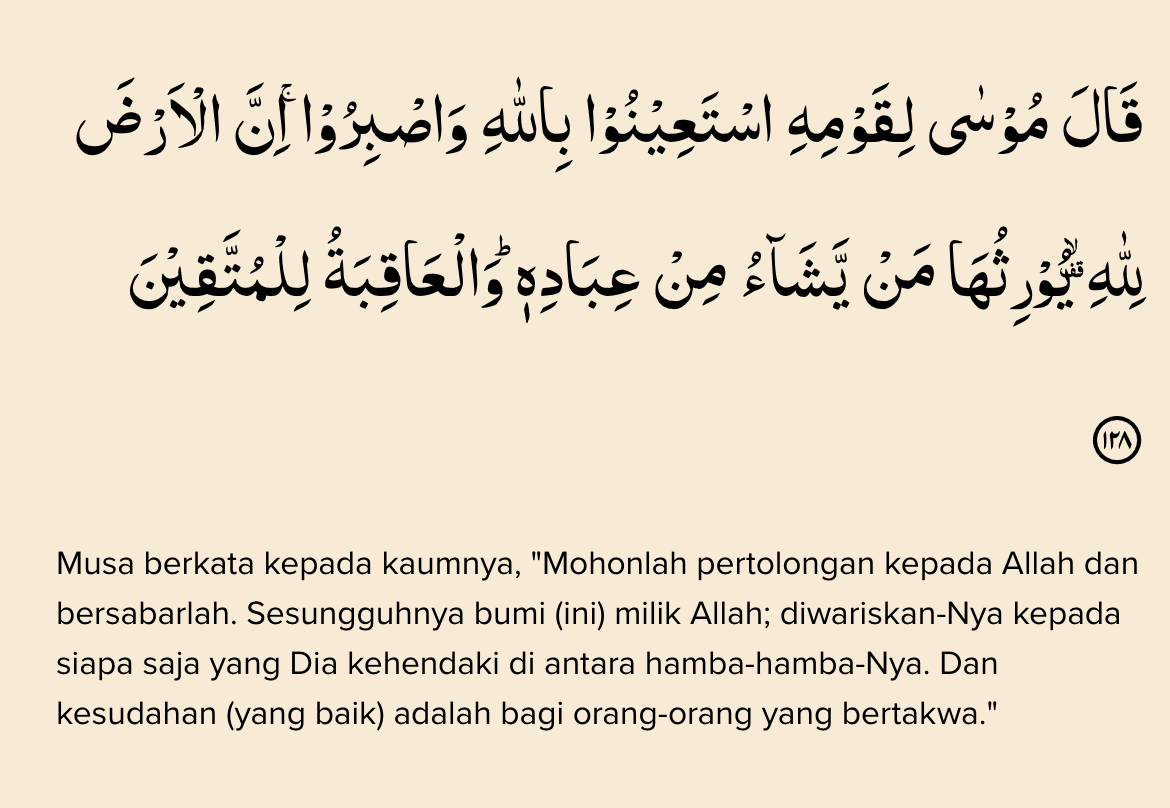 قَالَ مُوْسٰى لِقَوْمِهِ اسْتَعِيْنُوْا بِاللّٰهِ وَاصْبِرُوْاۚ اِنَّ الْاَرْضَ
لِلّٰهِ ۗيُوْرِثُهَا مَنْ يَّشَاۤءُ مِنْ عِبَادِهٖۗ وَالْعَاقِبَةُ لِلْمُتَّقِيْنَ
١٢٨
Musa berkata kepada kaumnya, "Mohonlah pertolongan kepada Allah dan
bersabarlah. Sesungguhnya bumi (ini) milik Allah; diwariskan-Nya kepada
siapa saja yang Dia kehendaki di antara hamba-hamba-Nya. Dan
kesudahan (yang baik) adalah bagi orang-orang yang bertakwa."